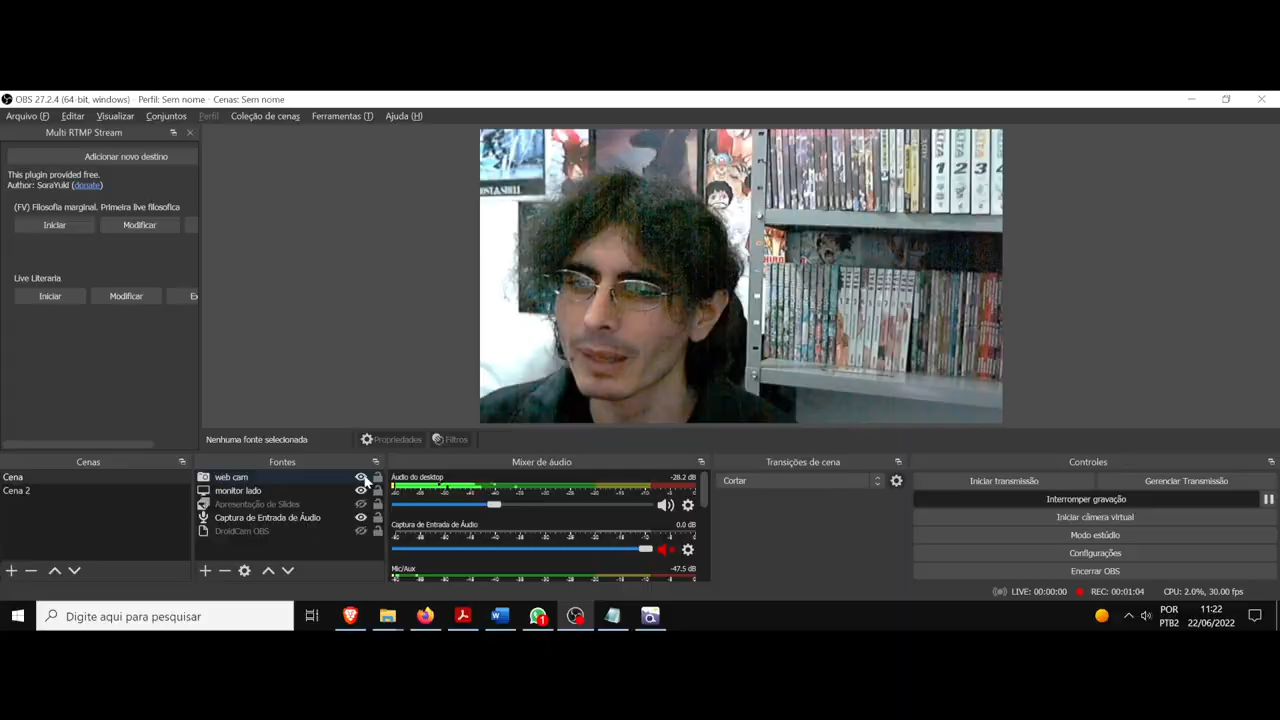 OBS 27.2.4 (64-bit, windows) - Perfil: Sem nome - Cenas: Sem nome
Arquivo (F) Editar Visualizar Conjuntos Perfil Coleção de cenas Ferramentas (T) Ajuda (H)
Multi RTMP Stream
Adicionar novo destino
This plugin provided free.
Author: SoraYuki (donate)
(FV) Filosofia marginal. Primeira live filosofica
Iniciar Modificar
Live Literaria
Iniciar Modificar Ex
1 2 3 4
Nenhuma fonte selecionada Propriedades Filtros
Cenas
Cena
Cena 2
Fontes
web cam
monitor lado
Apresentação de Slides
Captura de Entrada de Áudio
DroidCam OBS
Mixer de áudio
Áudio do desktop -28.2 dB
Captura de Entrada de Áudio 0.0 dB
Mic/Aux -47.5 dB
Transições de cena
Cortar
Controles
Iniciar transmissão Gerenciar Transmissão
Interromper gravação
Iniciar câmera virtual
Modo estúdio
Configurações
Encerrar OBS
LIVE: 00:00:00 REC: 00:01:04 CPU: 2.0%, 30.00 fps
Digite aqui para pesquisar
1
POR
PTB2
11:22
22/06/2022